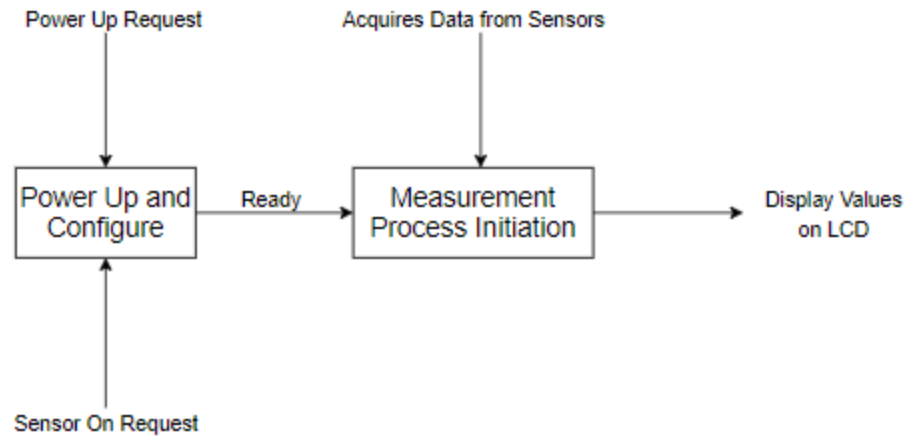 Power Up Request
Acquires Data from Sensors
Power Up and
Configure
Ready
Measurement
Process Initiation
Display Values
on LCD
Sensor On Request